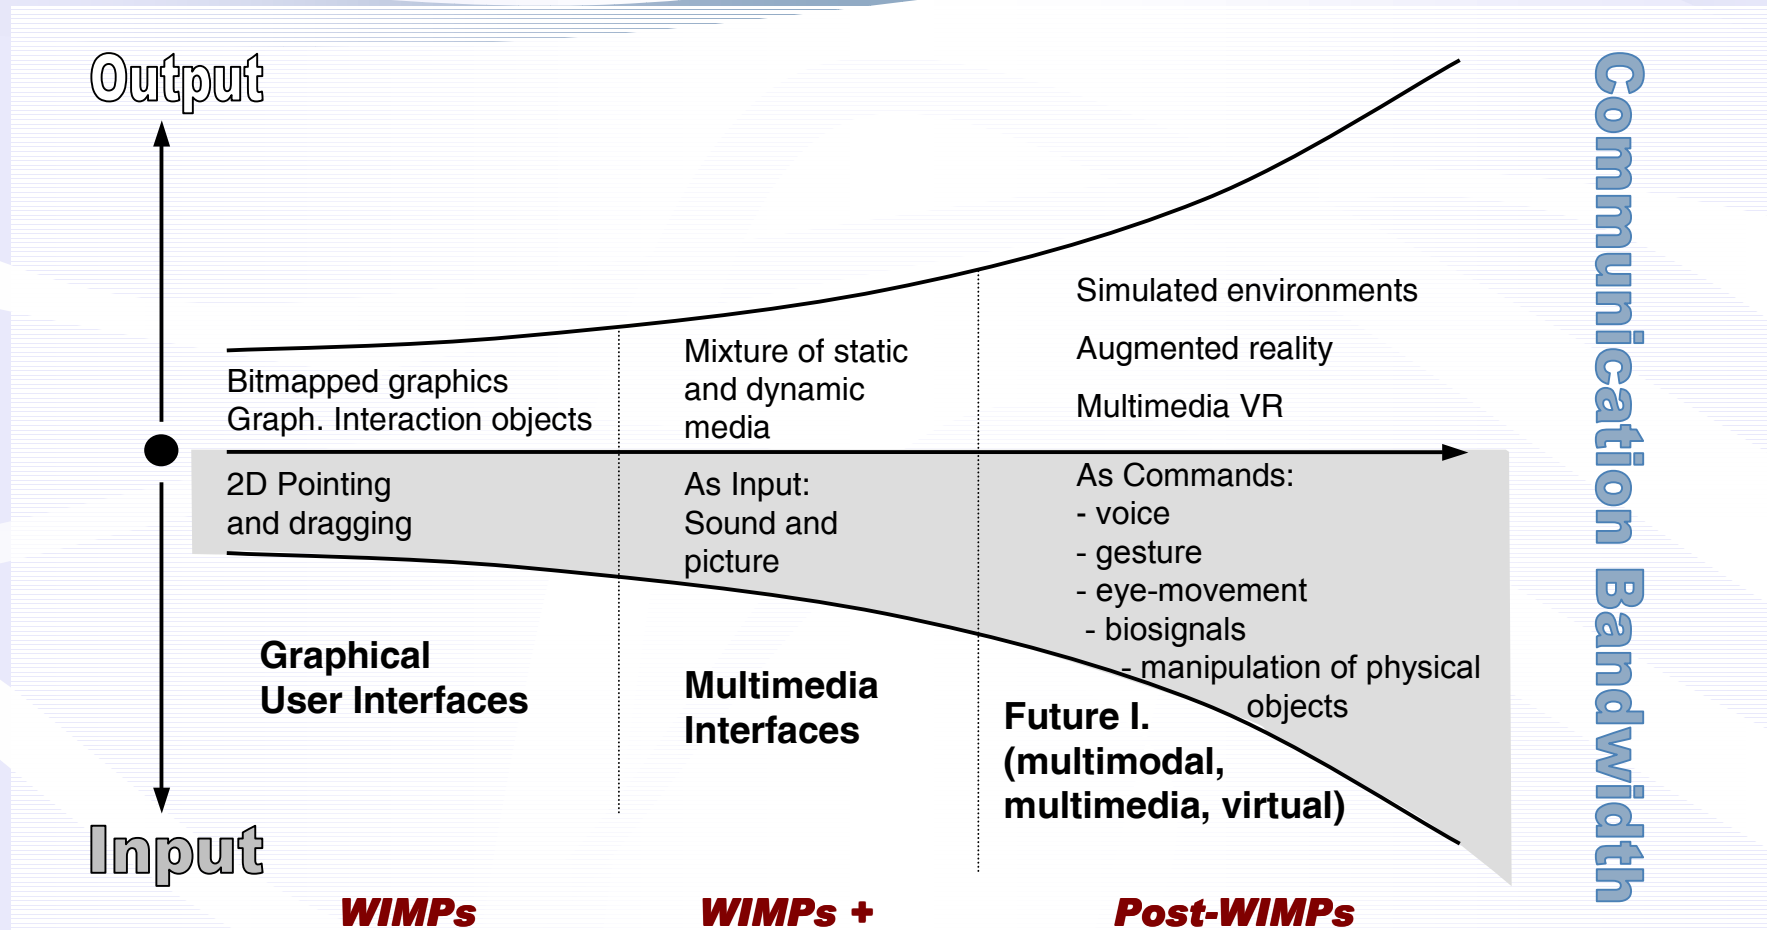 Output
Communication Bandwidth
Bitmapped graphics
Graph. Interaction objects
Mixture of static
and dynamic
media
Simulated environments
Augmented reality
Multimedia VR
2D Pointing
and dragging
As Input:
Sound and
picture
As Commands:
- voice
- gesture
- eye-movement
- biosignals
- manipulation of physical
objects
Graphical
User Interfaces
Multimedia
Interfaces
Future I.
(multimodal,
multimedia, virtual)
Input
WIMPs
WIMPs +
Post-WIMPs